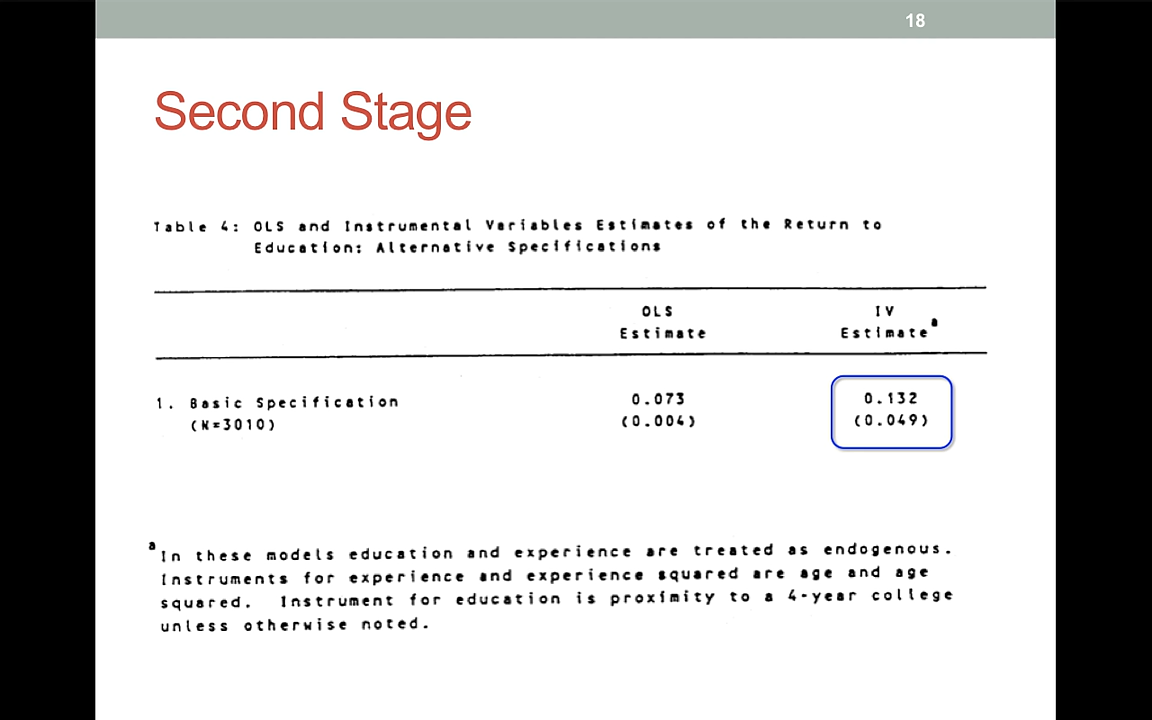 18
Second Stage
Table 4: OLS and Instrumental Variables Estimates of the Return to
Education: Alternative Specifications
OLS IV
Estimate Estimate a
1. Basic Specification 0.073 0.132
(N=3010) (0.004) (0.049)
a In these models education and experience are treated as endogenous.
Instruments for experience and experience squared are age and age
squared. Instrument for education is proximity to a 4-year college
unless otherwise noted.